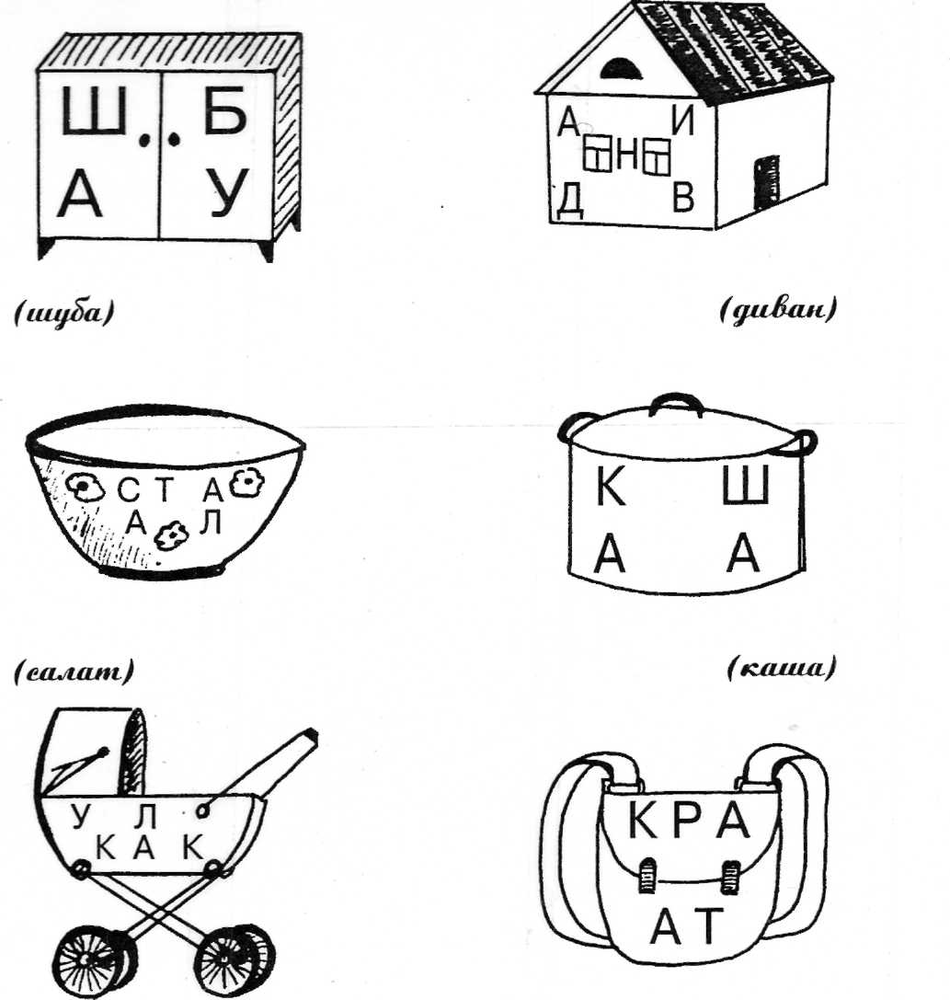 Ш Б
А У
А И
Н
Д В
(шуба)
(диван)
С Т А
А Л
К Ш
А А
(салат)
(каша)
У Л
К А К
К Р А
А Т